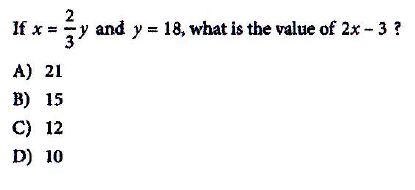 If x = 2/3 y and y = 18, what is the value of 2x – 3 ?
A) 21
B) 15
C) 12
D) 10